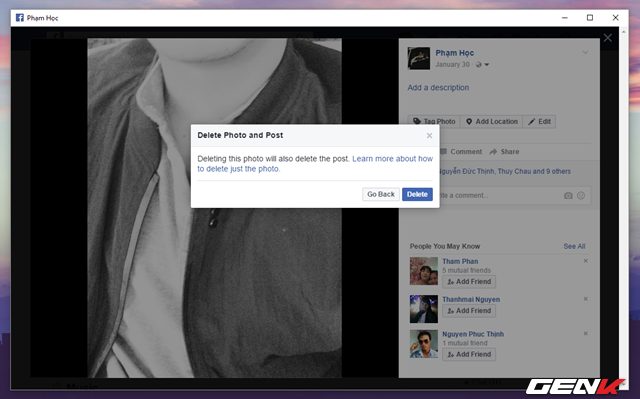 Phạm Học
Phạm Học
January 30 ·
Add a description
Tag Photo
Add Location
Edit
Comment
Share
Nguyễn Đức Thịnh, Thuy Chau and 9 others
Delete Photo and Post
Deleting this photo will also delete the post. Learn more about how
to delete just the photo.
Go Back
Delete
People You May Know
See All
Tham Phan
5 mutual friends
Add Friend
Thanhmai Nguyen
Add Friend
Nguyen Phuc Thịnh
1 mutual friend
Add Friend
GENK